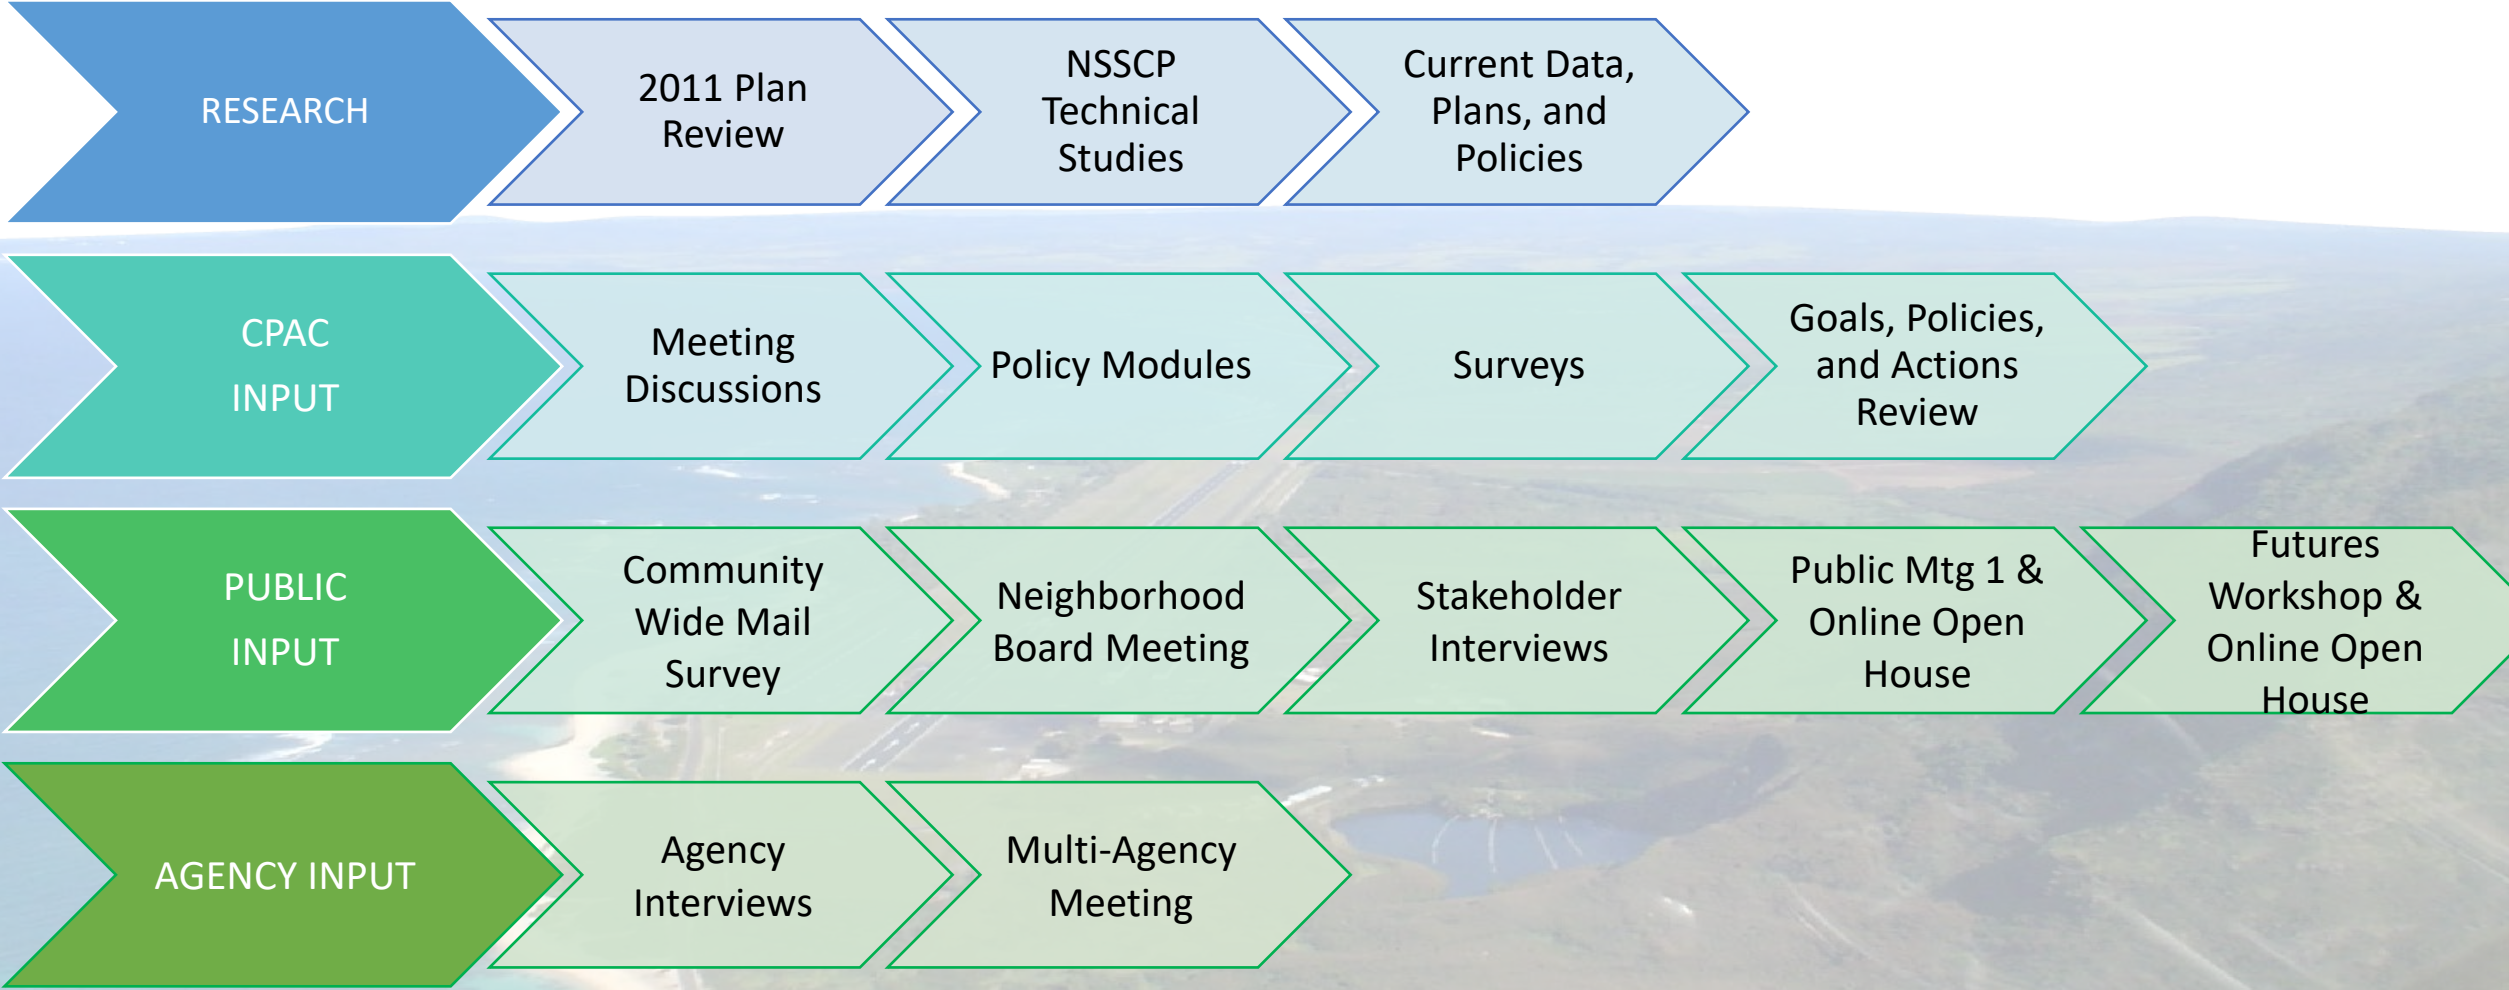 RESEARCH
2011 Plan
Review
NSSCP
Technical
Studies
Current Data,
Plans, and
Policies
CPAC
INPUT
Meeting
Discussions
Policy Modules
Surveys
Goals, Policies,
and Actions
Review
PUBLIC
INPUT
Community
Wide Mail
Survey
Neighborhood
Board Meeting
Stakeholder
Interviews
Public Mtg 1 &
Online Open
House
Futures
Workshop &
Online Open
House
AGENCY INPUT
Agency
Interviews
Multi-Agency
Meeting